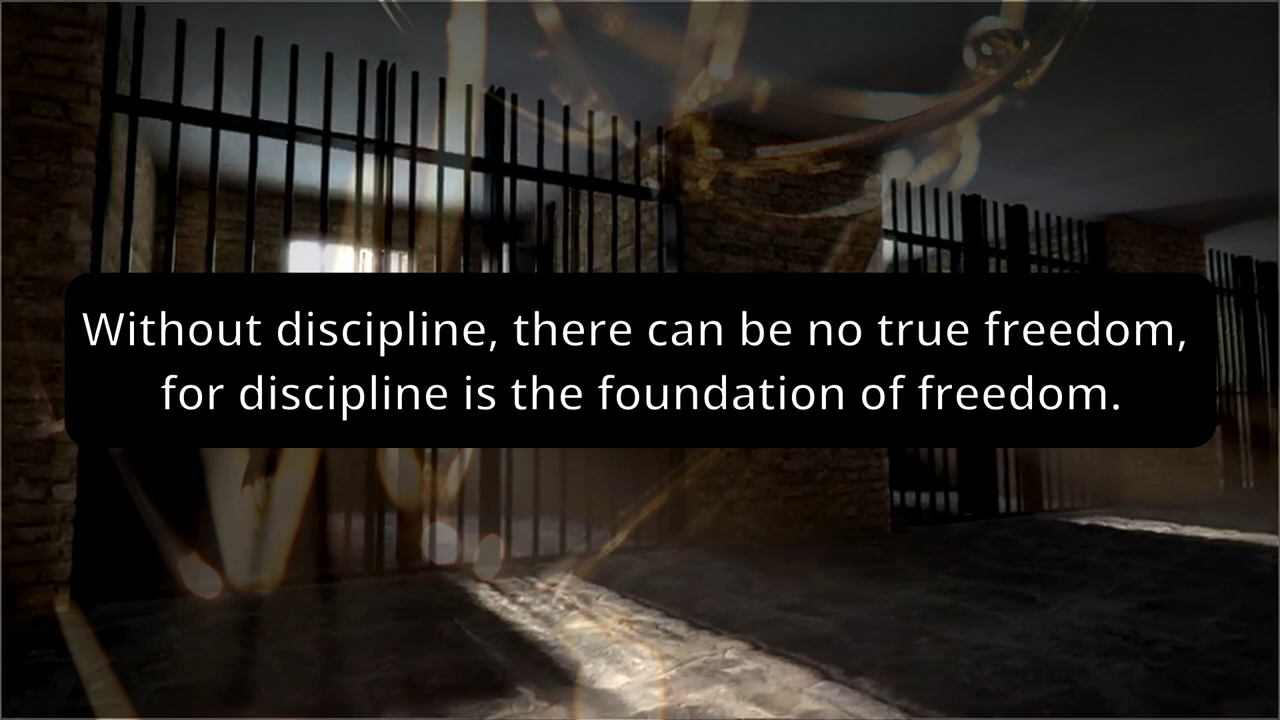 Without discipline, there can be no true freedom,
for discipline is the foundation of freedom.